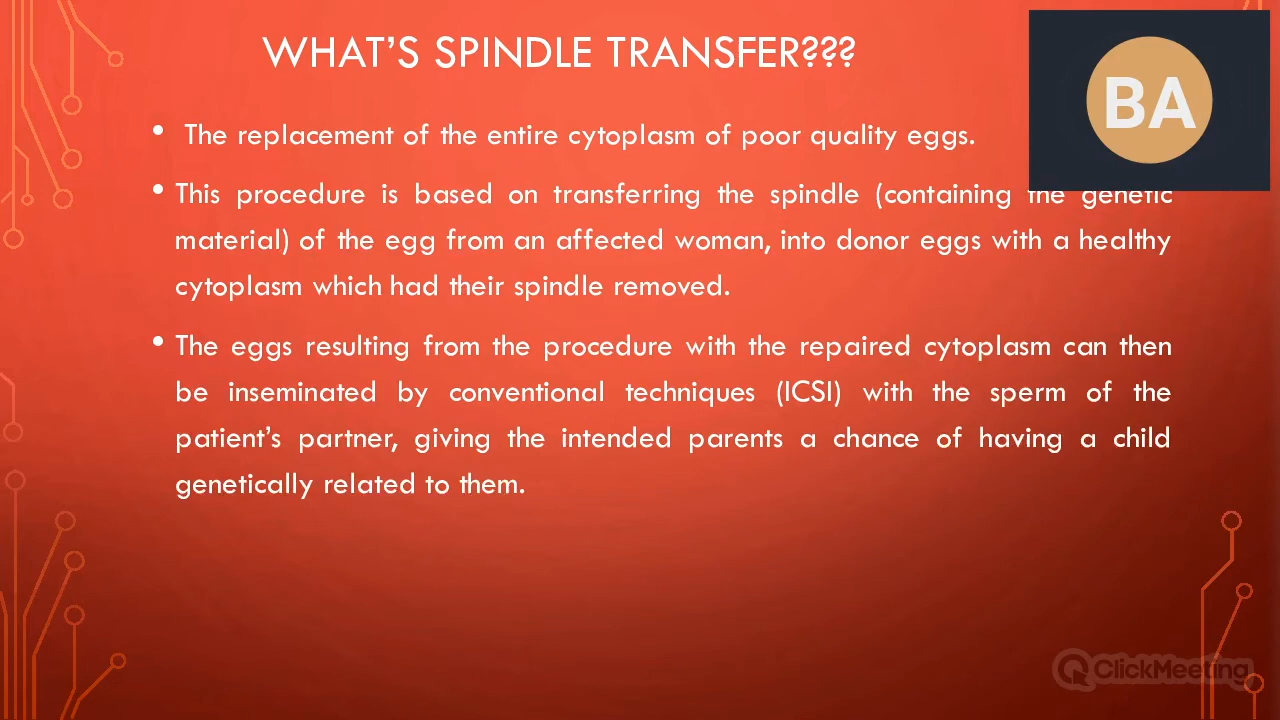 WHAT'S SPINDLE TRANSFER???
BA
• The replacement of the entire cytoplasm of poor quality eggs.
• This procedure is based on transferring the spindle (containing the genetic
material) of the egg from an affected woman, into donor eggs with a healthy
cytoplasm which had their spindle removed.
• The eggs resulting from the procedure with the repaired cytoplasm can then
be inseminated by conventional techniques (ICSI) with the sperm of the
patient's partner, giving the intended parents a chance of having a child
genetically related to them.
ClickMeeting